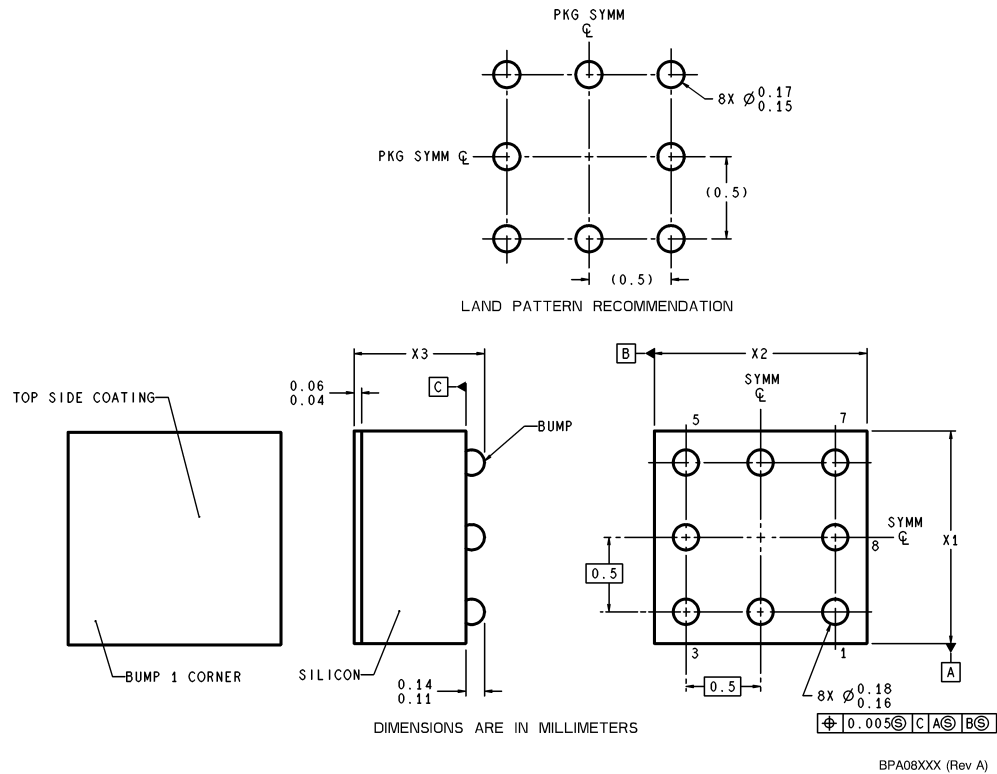 PKG SYMM
℄
8X Ø 0.17
0.15
PKG SYMM ℄
(0.5)
(0.5)
LAND PATTERN RECOMMENDATION
X3
B
X2
C
SYMM
℄
0.06
0.04
TOP SIDE COATING
5
7
BUMP
SYMM
℄
8
X1
0.5
3
1
BUMP 1 CORNER
SILICON
A
0.14
0.11
0.5
8X Ø 0.18
0.16
⌖ 0.005Ⓢ C AⓈ BⓈ
DIMENSIONS ARE IN MILLIMETERS
BPA08XXX (Rev A)